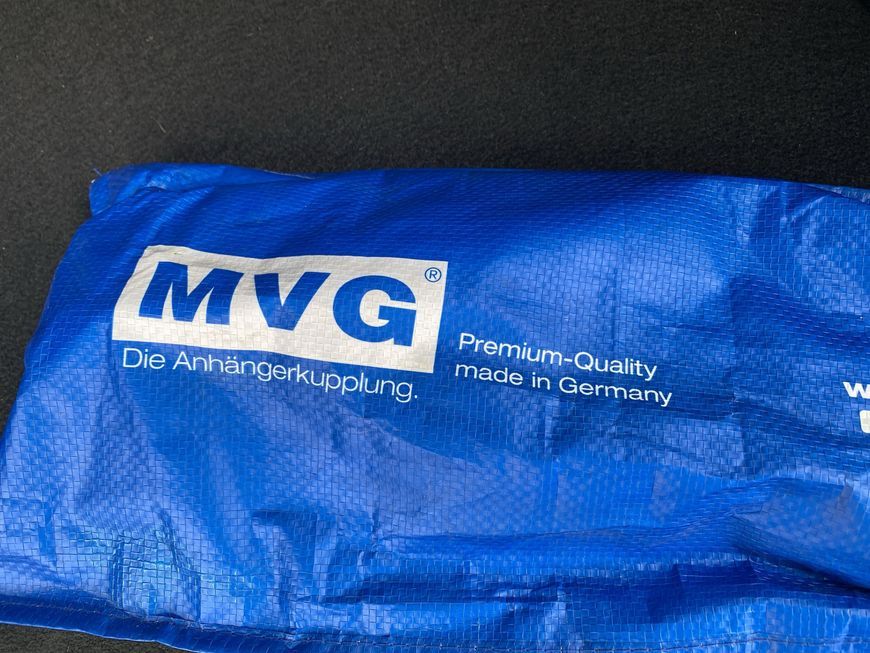 MVG®
Die Anhängerkupplung.
Premium-Quality
made in Germany